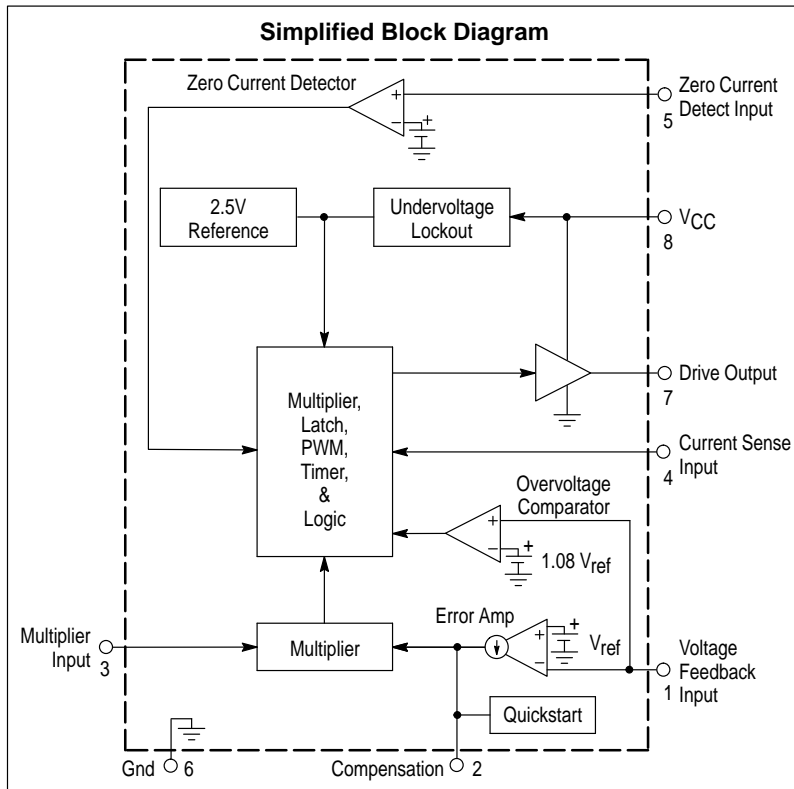 Simplified Block Diagram
Zero Current Detector
+
−
+
Zero Current
Detect Input
5
2.5V
Reference
Undervoltage
Lockout
VCC
8
Multiplier,
Latch,
PWM,
Timer,
&
Logic
Drive Output
7
Current Sense
Input
4
Overvoltage
Comparator
+
−
+
1.08 Vref
Error Amp
+
−
+
Vref
Multiplier
Input
3
Multiplier
Voltage
Feedback
Input
1
Quickstart
Gnd 6
Compensation 2